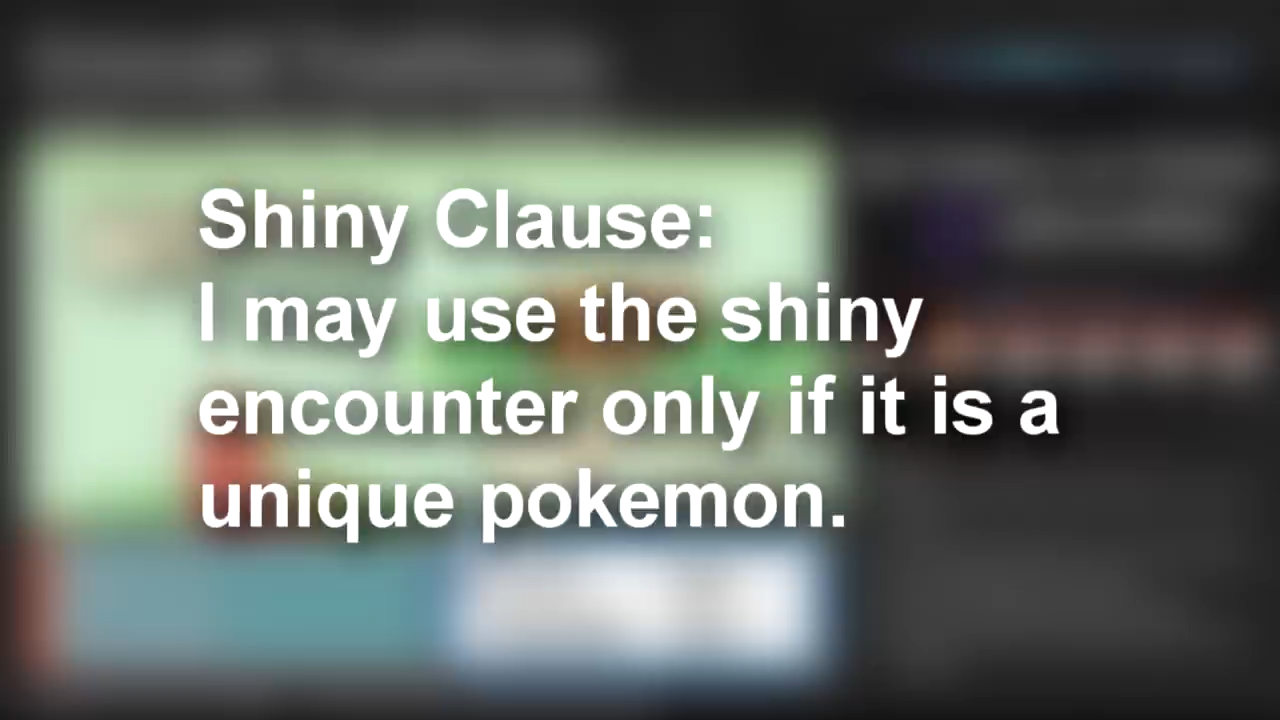 Shiny Clause:
I may use the shiny
encounter only if it is a
unique pokemon.